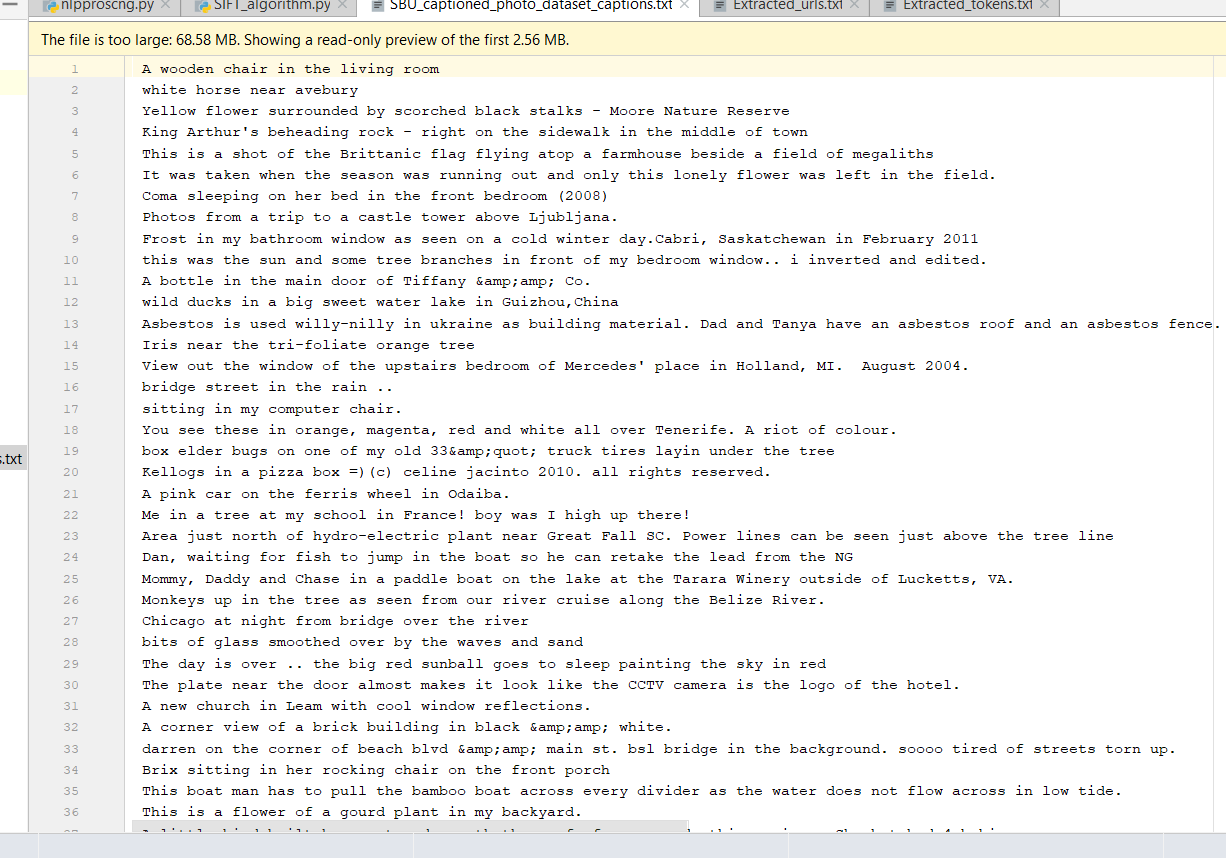 nlpproscng.py
SIFT_algorithm.py
SBU_captioned_photo_dataset_captions.txt
Extracted_urls.txt
Extracted_tokens.txt
The file is too large: 68.58 MB. Showing a read-only preview of the first 2.56 MB.
1 A wooden chair in the living room
2 white horse near avebury
3 Yellow flower surrounded by scorched black stalks - Moore Nature Reserve
4 King Arthur's beheading rock - right on the sidewalk in the middle of town
5 This is a shot of the Brittanic flag flying atop a farmhouse beside a field of megaliths
6 It was taken when the season was running out and only this lonely flower was left in the field.
7 Coma sleeping on her bed in the front bedroom (2008)
8 Photos from a trip to a castle tower above Ljubljana.
9 Frost in my bathroom window as seen on a cold winter day.Cabri, Saskatchewan in February 2011
10 this was the sun and some tree branches in front of my bedroom window.. i inverted and edited.
11 A bottle in the main door of Tiffany &amp;amp; Co.
12 wild ducks in a big sweet water lake in Guizhou,China
13 Asbestos is used willy-nilly in ukraine as building material. Dad and Tanya have an asbestos roof and an asbestos fence.
14 Iris near the tri-foliate orange tree
15 View out the window of the upstairs bedroom of Mercedes' place in Holland, MI.  August 2004.
16 bridge street in the rain ..
17 sitting in my computer chair.
18 You see these in orange, magenta, red and white all over Tenerife. A riot of colour.
19 box elder bugs on one of my old 33&amp;quot; truck tires layin under the tree
20 Kellogs in a pizza box =)(c) celine jacinto 2010. all rights reserved.
21 A pink car on the ferris wheel in Odaiba.
22 Me in a tree at my school in France! boy was I high up there!
23 Area just north of hydro-electric plant near Great Fall SC. Power lines can be seen just above the tree line
24 Dan, waiting for fish to jump in the boat so he can retake the lead from the NG
25 Mommy, Daddy and Chase in a paddle boat on the lake at the Tarara Winery outside of Lucketts, VA.
26 Monkeys up in the tree as seen from our river cruise along the Belize River.
27 Chicago at night from bridge over the river
28 bits of glass smoothed over by the waves and sand
29 The day is over .. the big red sunball goes to sleep painting the sky in red
s.txt
30 The plate near the door almost makes it look like the CCTV camera is the logo of the hotel.
31 A new church in Leam with cool window reflections.
32 A corner view of a brick building in black &amp;amp; white.
33 darren on the corner of beach blvd &amp;amp; main st. bsl bridge in the background. soooo tired of streets torn up.
34 Brix sitting in her rocking chair on the front porch
35 This boat man has to pull the bamboo boat across every divider as the water does not flow across in low tide.
36 This is a flower of a gourd plant in my backyard.